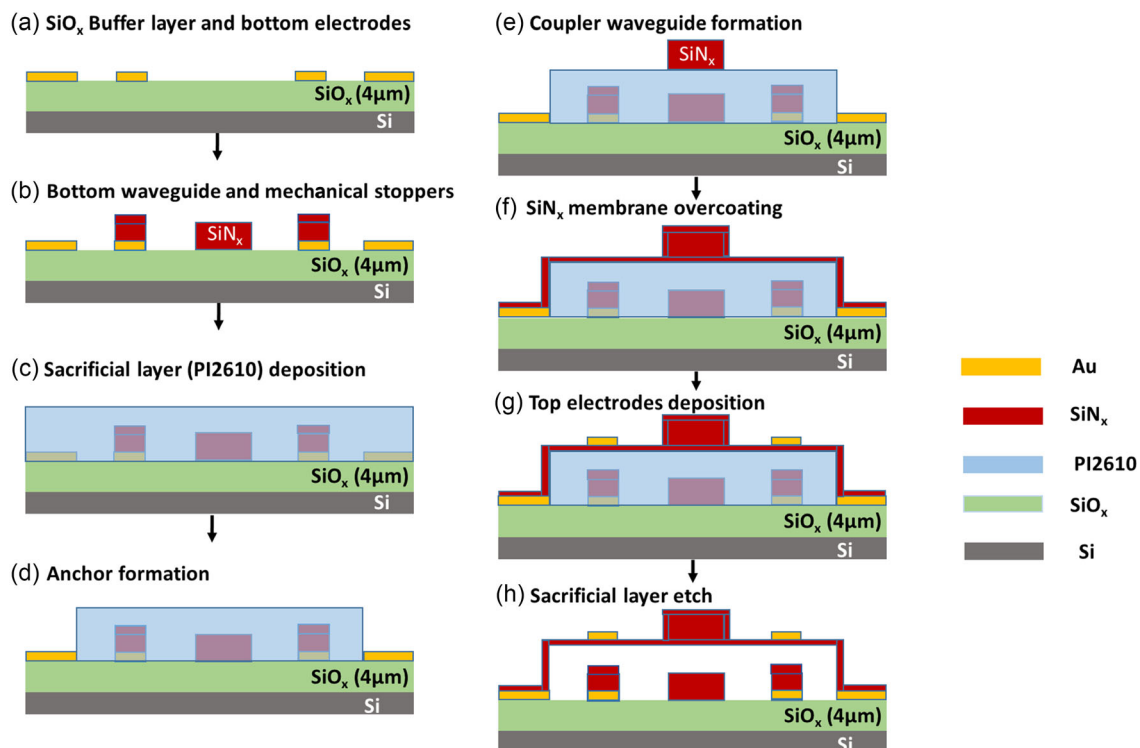 (a) SiOₓ Buffer layer and bottom electrodes
SiOₓ (4μm)
Si
(b) Bottom waveguide and mechanical stoppers
SiNₓ
SiOₓ (4μm)
Si
(c) Sacrificial layer (PI2610) deposition
SiOₓ (4μm)
Si
(d) Anchor formation
SiOₓ (4μm)
Si
(e) Coupler waveguide formation
SiNₓ
SiOₓ (4μm)
Si
(f) SiNₓ membrane overcoating
SiOₓ (4μm)
Si
(g) Top electrodes deposition
SiOₓ (4μm)
Si
(h) Sacrificial layer etch
SiOₓ (4μm)
Si
Au
SiNₓ
PI2610
SiOₓ
Si